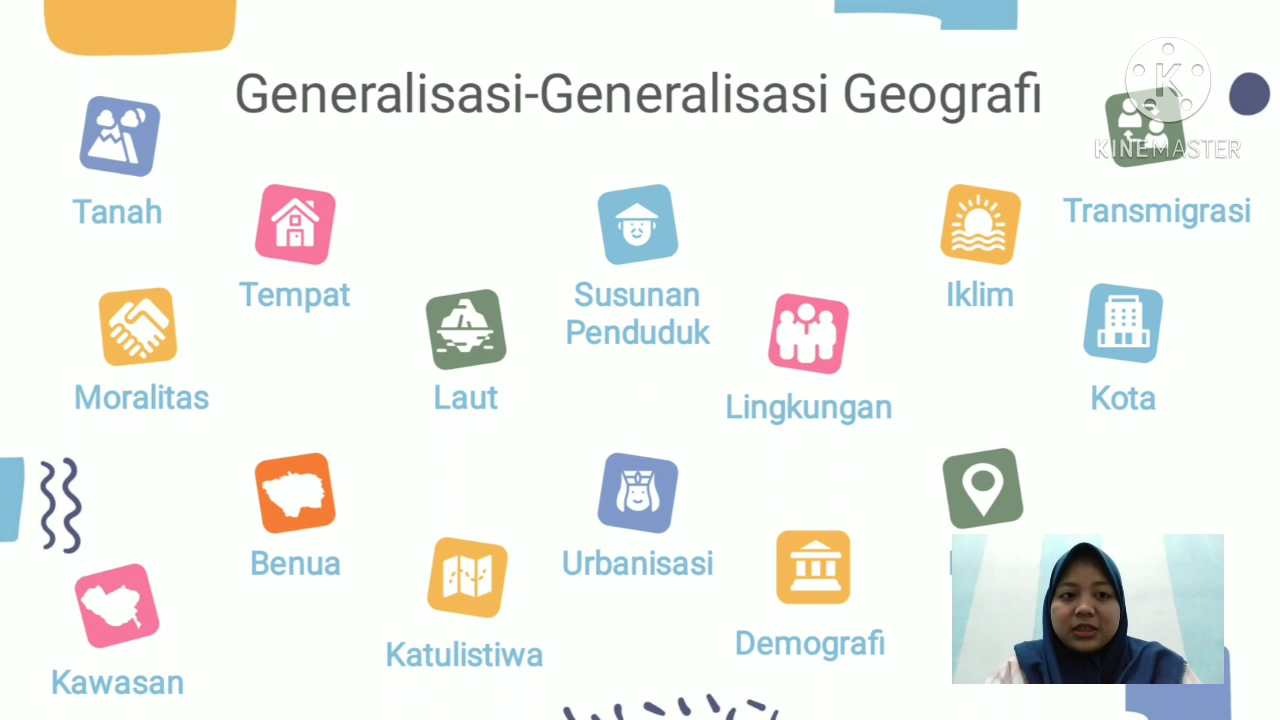 Generalisasi-Generalisasi Geografi
K
KINEMASTER
Tanah
Transmigrasi
Tempat
Susunan
Penduduk
Iklim
Moralitas
Laut
Lingkungan
Kota
Benua
Urbanisasi
Katulistiwa
Demografi
Kawasan